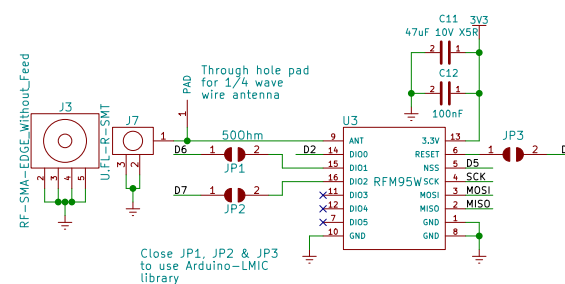 C11
3V3
47uF 10V X5R
2
1
C12
2
1
100nF
Through hole pad
for 1/4 wave
wire antenna
PAD
1
RF-SMA-EDGE_Without_Feed
J3
2
3
4
5
U.FL-R-SMT
J7
1
3
2
50Ohm
D6
1
2
JP1
D7
1
2
JP2
D2
U3
RFM95W
9 ANT
14 DIO0
15 DIO1
16 DIO2
11 DIO3
12 DIO4
7 DIO5
10 GND
3.3V 13
RESET 6
NSS 5
SCK 4
MOSI 3
MISO 2
GND 1
GND 8
D5
SCK
MOSI
MISO
JP3
1
2
Close JP1, JP2 & JP3
to use Arduino-LMIC
library